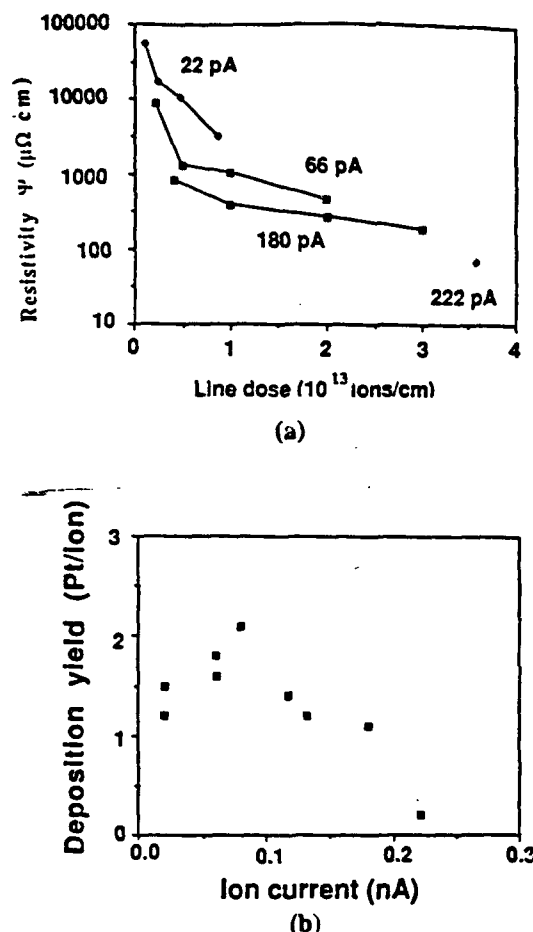 100000
10000
1000
100
10
Resistivity Ψ (μΩ cm)
22 pA
66 pA
180 pA
222 pA
0 1 2 3 4
Line dose (10¹³ ions/cm)
(a)
3
2
1
0
Deposition yield (Pt/Ion)
0.0 0.1 0.2 0.3
Ion current (nA)
(b)